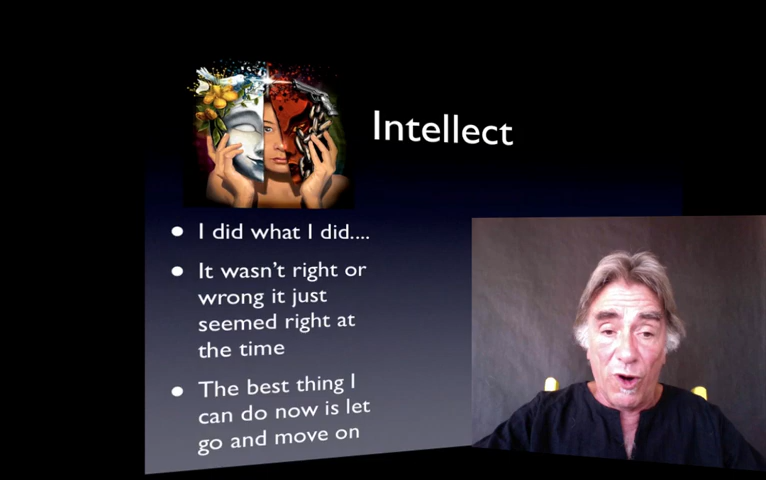 Intellect
I did what I did....
It wasn't right or
wrong it just
seemed right at
the time
The best thing I
can do now is let
go and move on